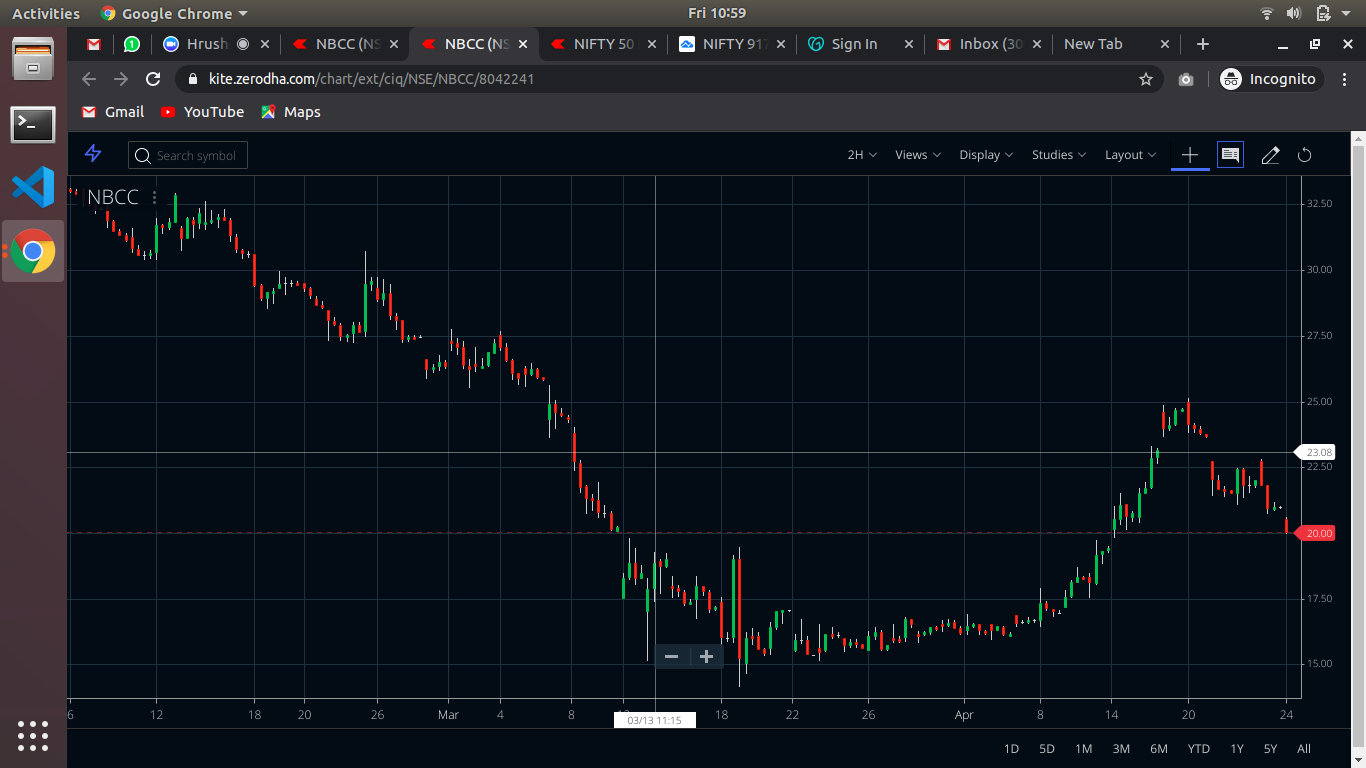 Activities Google Chrome Fri 10:59
1 Hrush NBCC (NS NBCC (NS NIFTY 50 NIFTY 917 Sign In Inbox (30 New Tab
kite.zerodha.com/chart/ext/ciq/NSE/NBCC/8042241 Incognito
Gmail YouTube Maps
Search symbol 2H Views Display Studies Layout
NBCC
32.50
30.00
27.50
25.00
23.08
22.50
20.00
17.50
15.00
6 12 18 20 26 Mar 4 8 18 22 26 Apr 8 14 20 24
03/13 11:15
1D 5D 1M 3M 6M YTD 1Y 5Y All